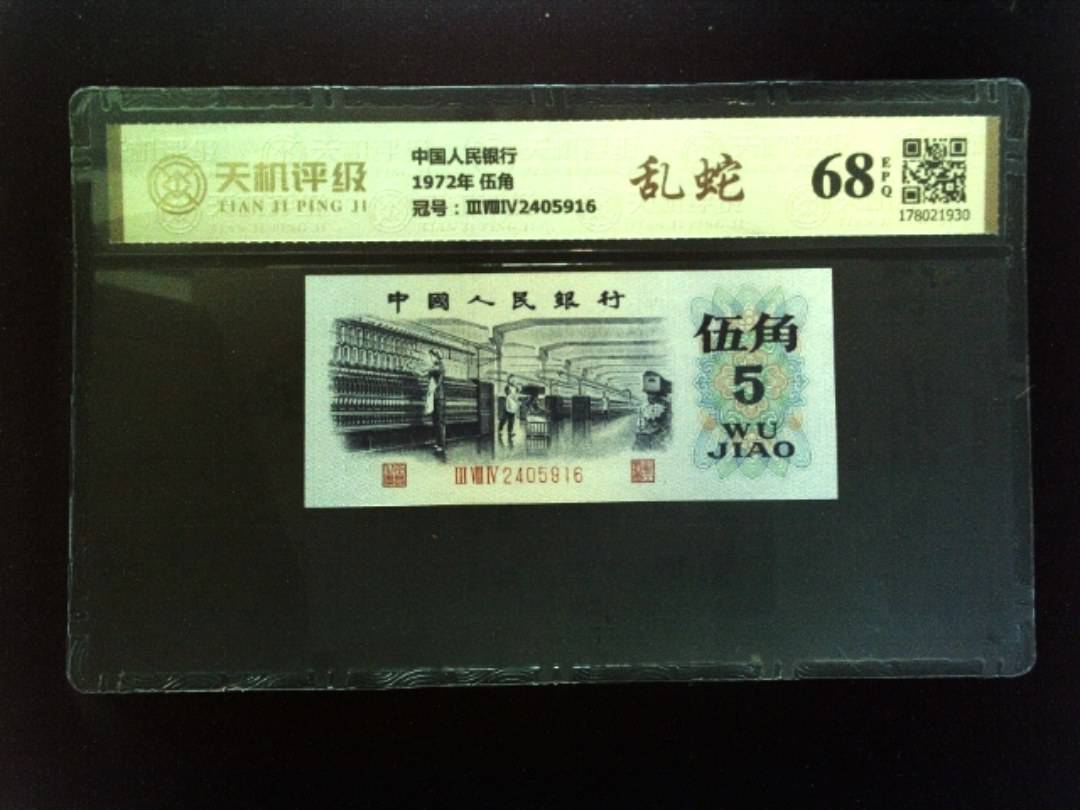 天机评级
TIAN JI PING JI
中国人民银行
1972年 伍角
冠号：ⅢⅧⅣ2405916
乱蛇
68
EPQ
178021930
中國人民銀行
伍角
5
WU
JIAO
ⅢⅧⅣ2405916